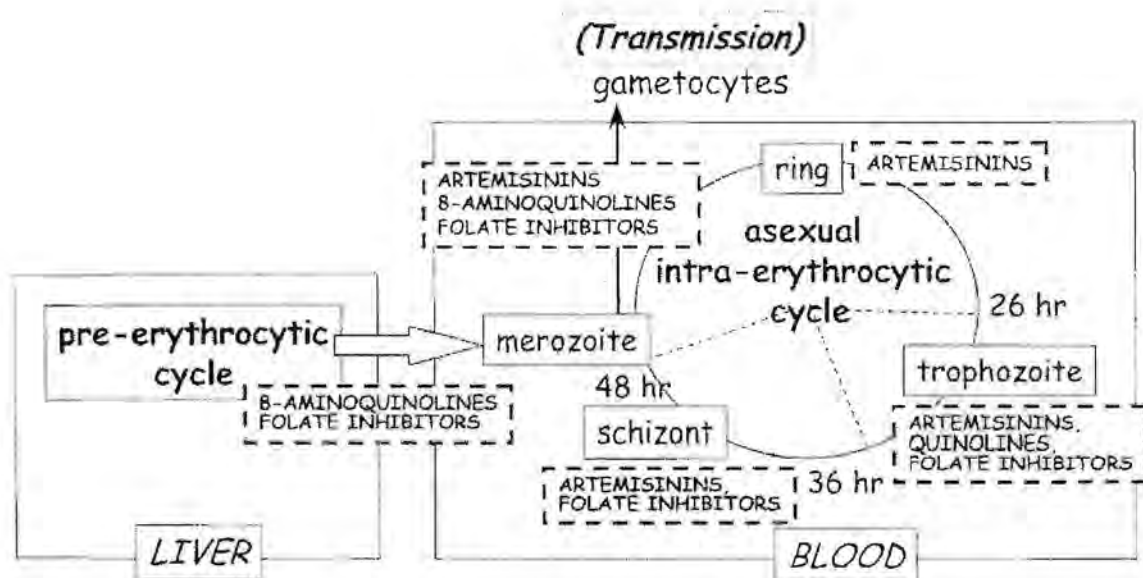 (Transmission)
gametocytes
ARTEMISININS
8-AMINOQUINOLINES
FOLATE INHIBITORS
ring
ARTEMISININS
asexual
intra-erythrocytic
cycle
26 hr
pre-erythrocytic
cycle
merozoite
trophozoite
8-AMINOQUINOLINES
FOLATE INHIBITORS
48 hr
schizont
ARTEMISININS,
QUINOLINES,
FOLATE INHIBITORS
ARTEMISININS,
FOLATE INHIBITORS
36 hr
LIVER
BLOOD